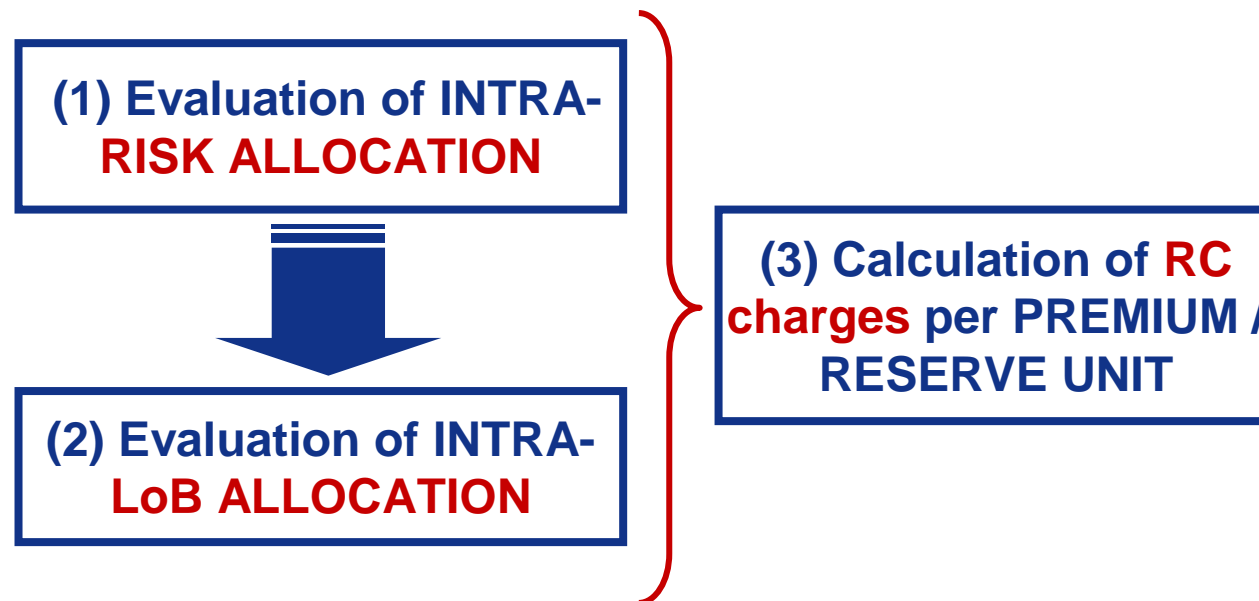 (1) Evaluation of INTRA-
RISK ALLOCATION
(2) Evaluation of INTRA-
LoB ALLOCATION
(3) Calculation of RC
charges per PREMIUM /
RESERVE UNIT